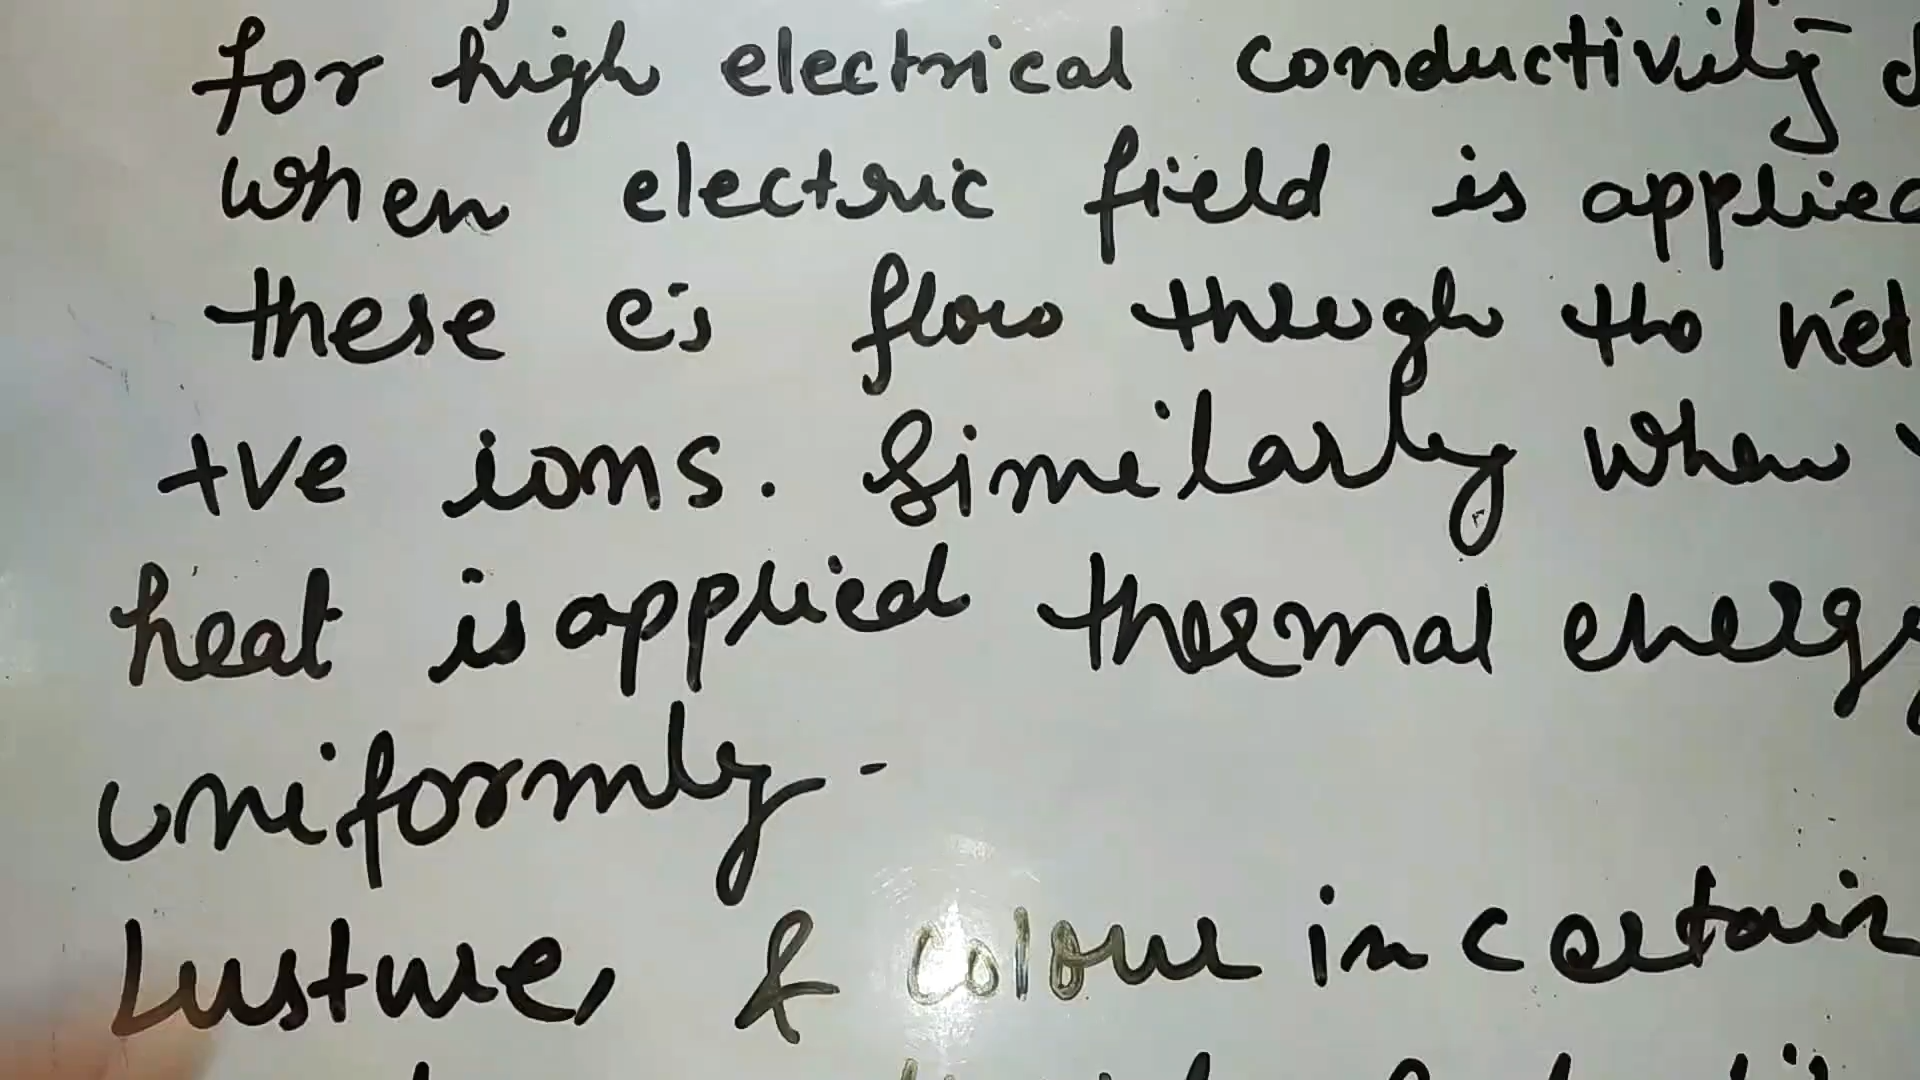 for high electrical conductivity
when electric field is applied
these e's flow through the net
+ve ions. Similarly when
heat is applied thermal energy
uniformly.
Lusture, & colour in certain